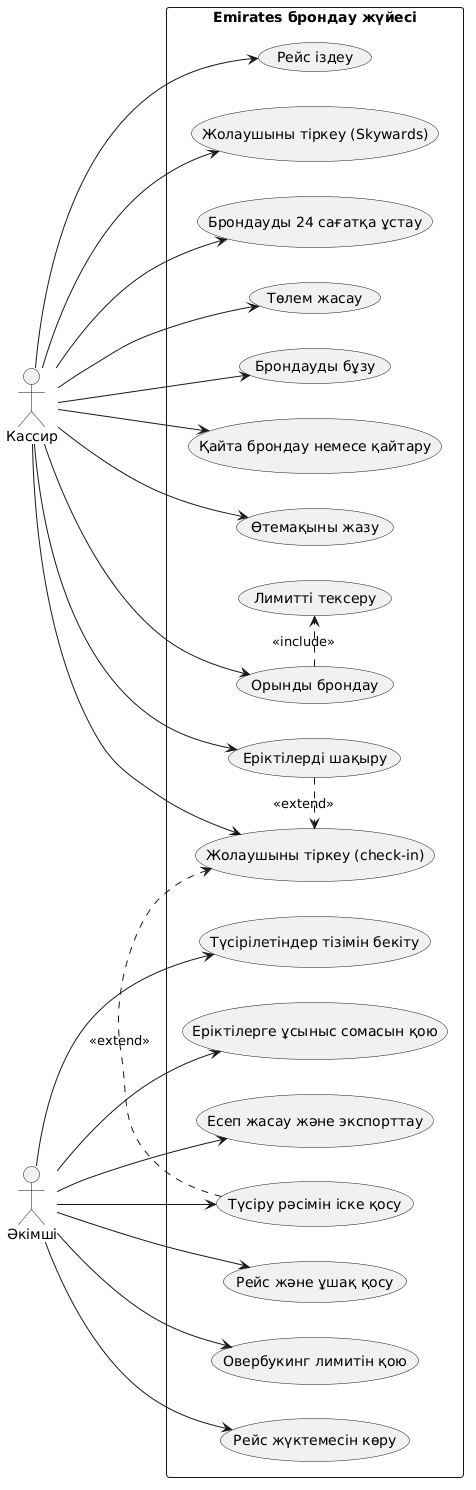 Emirates брондау жүйесі
Рейс іздеу
Жолаушыны тіркеу (Skywards)
Брондауды 24 сағатқа ұстау
Төлем жасау
Брондауды бұзу
Кассир
Қайта брондау немесе қайтару
Өтемақыны жазу
Лимитті тексеру
«include»
Орынды брондау
Еріктілерді шақыру
«extend»
Жолаушыны тіркеу (check-in)
Түсірілетіндер тізімін бекіту
Еріктілерге ұсыныс сомасын қою
«extend»
Есеп жасау және экспорттау
Түсіру рәсімін іске қосу
Әкімші
Рейс және ұшақ қосу
Овербукинг лимитін қою
Рейс жүктемесін көру